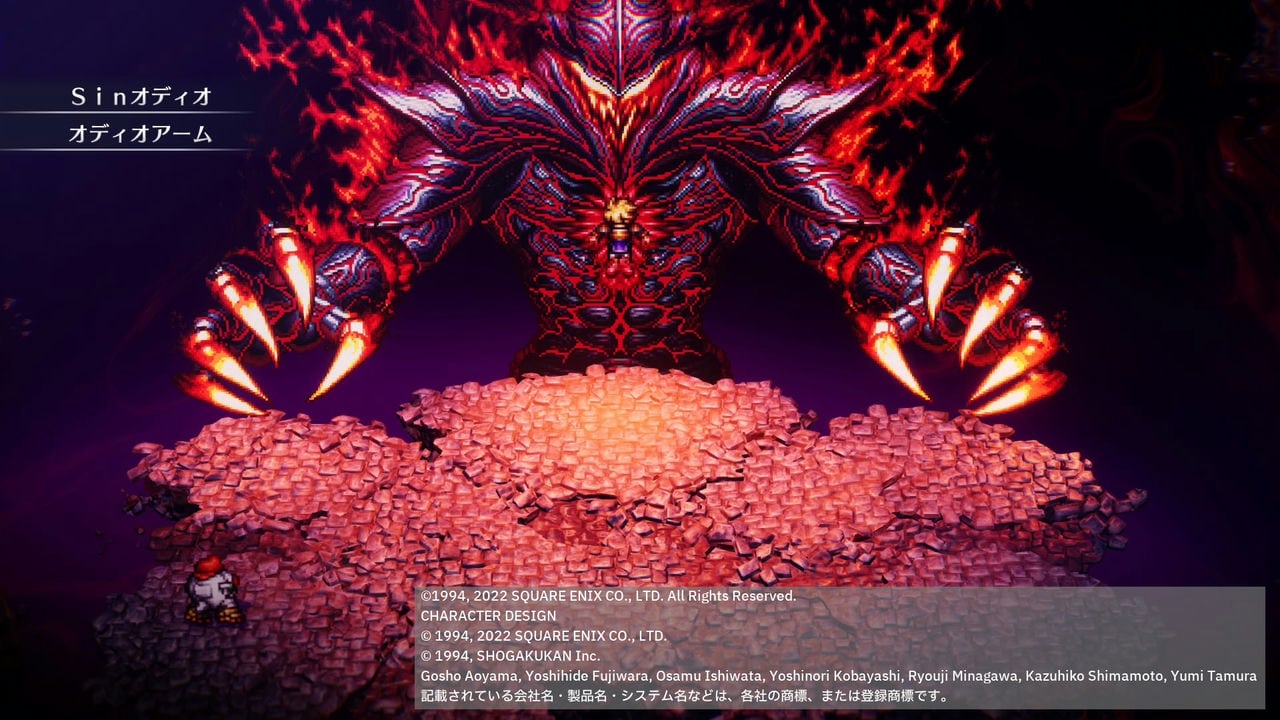 Ｓｉｎオディオ
オディオアーム
©1994, 2022 SQUARE ENIX CO., LTD. All Rights Reserved.
CHARACTER DESIGN
© 1994, 2022 SQUARE ENIX CO., LTD.
© 1994, SHOGAKUKAN Inc.
Gosho Aoyama, Yoshihide Fujiwara, Osamu Ishiwata, Yoshinori Kobayashi, Ryouji Minagawa, Kazuhiko Shimamoto, Yumi Tamura
記載されている会社名・製品名・システム名などは、各社の商標、または登録商標です。